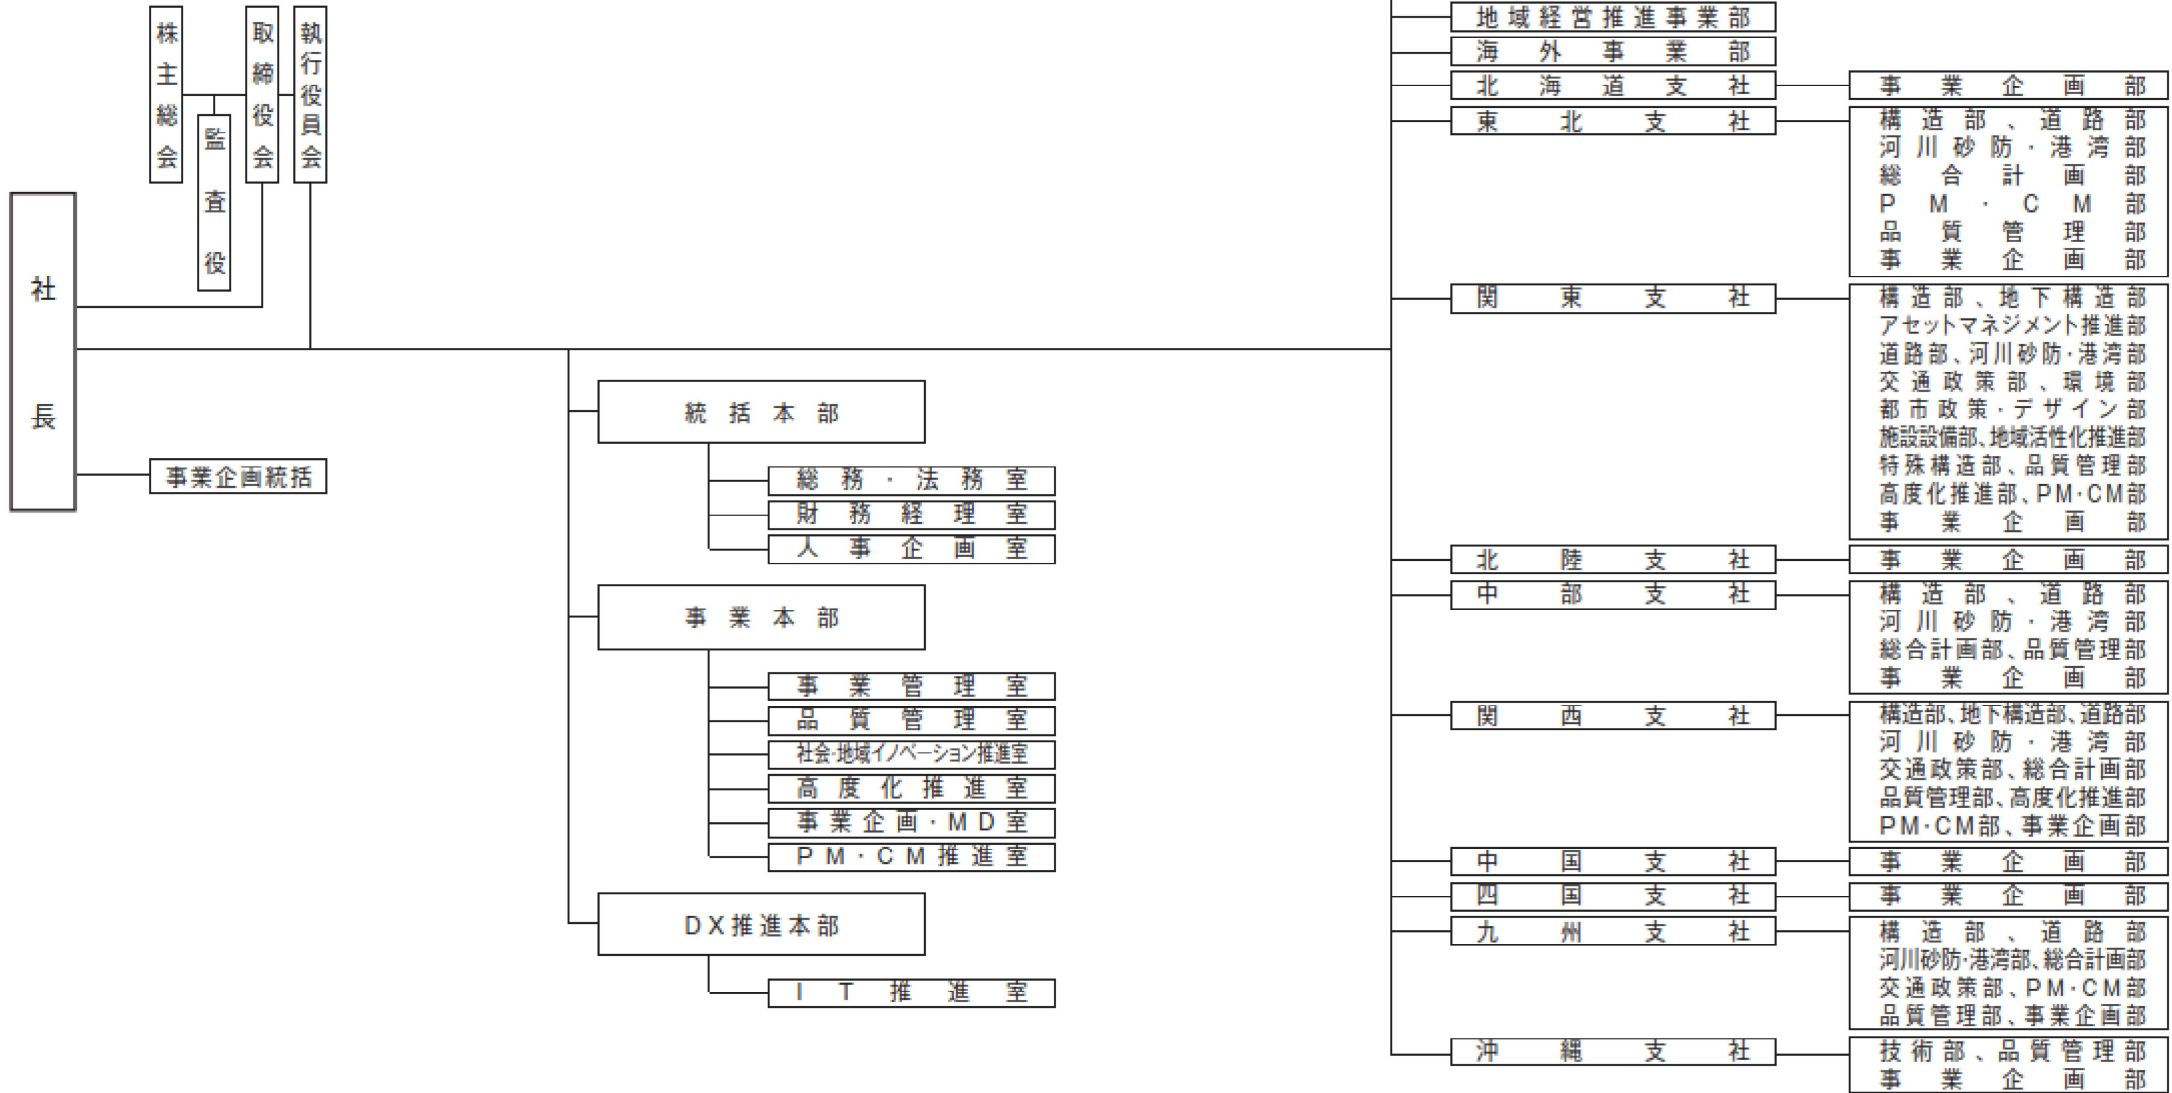 株主総会
監査役
取締役会
執行役員会
社長
事業企画統括
統括本部
総務・法務室
財務経理室
人事企画室
事業本部
事業管理室
品質管理室
社会・地域イノベーション推進室
高度化推進室
事業企画・MD室
PM・CM推進室
DX推進本部
IT推進室
地域経営推進事業部
海外事業部
北海道支社
事業企画部
東北支社
構造部、道路部
河川砂防・港湾部
総合計画部
PM・CM部
品質管理部
事業企画部
関東支社
構造部、地下構造部
アセットマネジメント推進部
道路部、河川砂防・港湾部
交通政策部、環境部
都市政策・デザイン部
施設設備部、地域活性化推進部
特殊構造部、品質管理部
高度化推進部、PM・CM部
事業企画部
北陸支社
事業企画部
中部支社
構造部、道路部
河川砂防・港湾部
総合計画部、品質管理部
事業企画部
関西支社
構造部、地下構造部、道路部
河川砂防・港湾部
交通政策部、総合計画部
品質管理部、高度化推進部
PM・CM部、事業企画部
中国支社
事業企画部
四国支社
事業企画部
九州支社
構造部、道路部
河川砂防・港湾部、総合計画部
交通政策部、PM・CM部
品質管理部、事業企画部
沖縄支社
技術部、品質管理部
事業企画部